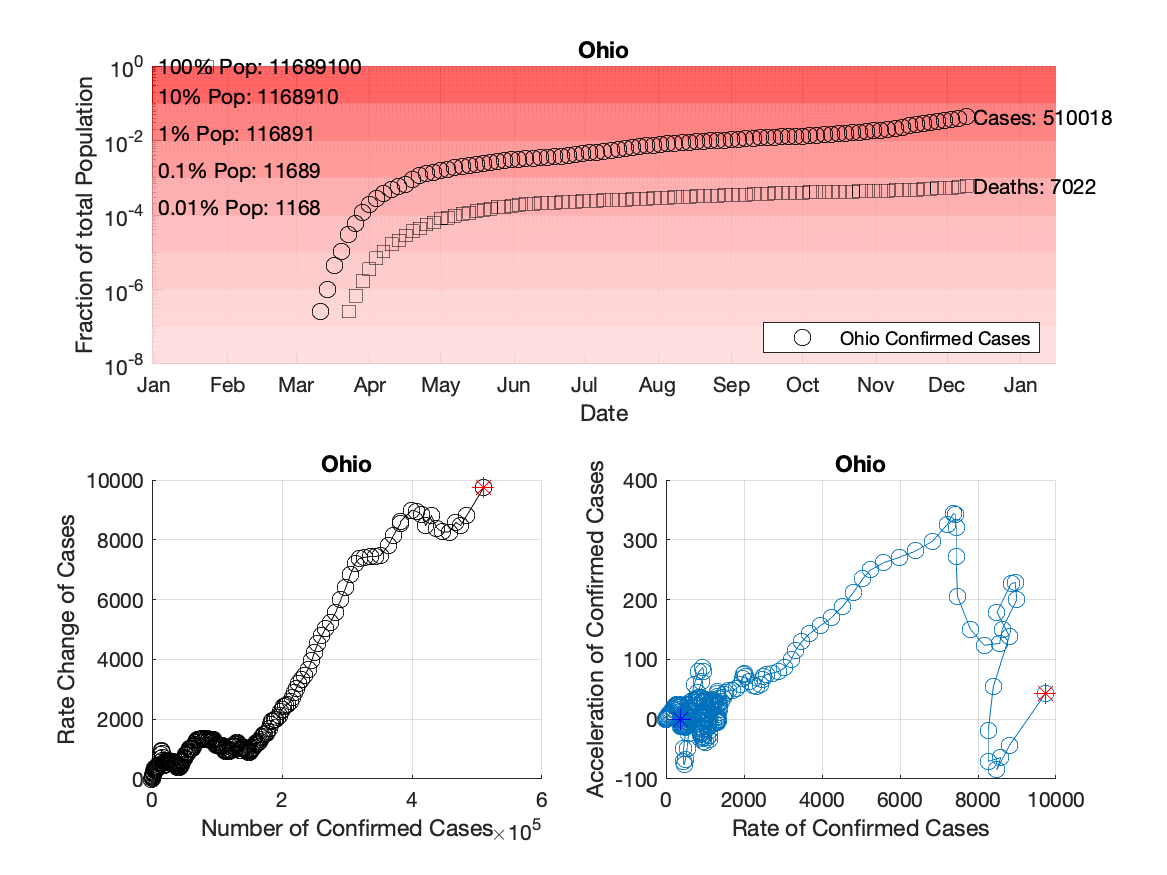 Ohio
Fraction of total Population
10^0
10^-2
10^-4
10^-6
10^-8
100% Pop: 11689100
10% Pop: 1168910
1% Pop: 116891
0.1% Pop: 11689
0.01% Pop: 1168
Cases: 510018
Deaths: 7022
Ohio Confirmed Cases
Jan Feb Mar Apr May Jun Jul Aug Sep Oct Nov Dec Jan
Date
Ohio
Rate Change of Cases
10000
8000
6000
4000
2000
0
0 2 4 6
Number of Confirmed Cases
×10^5
Ohio
Acceleration of Confirmed Cases
400
300
200
100
0
-100
0 2000 4000 6000 8000 10000
Rate of Confirmed Cases